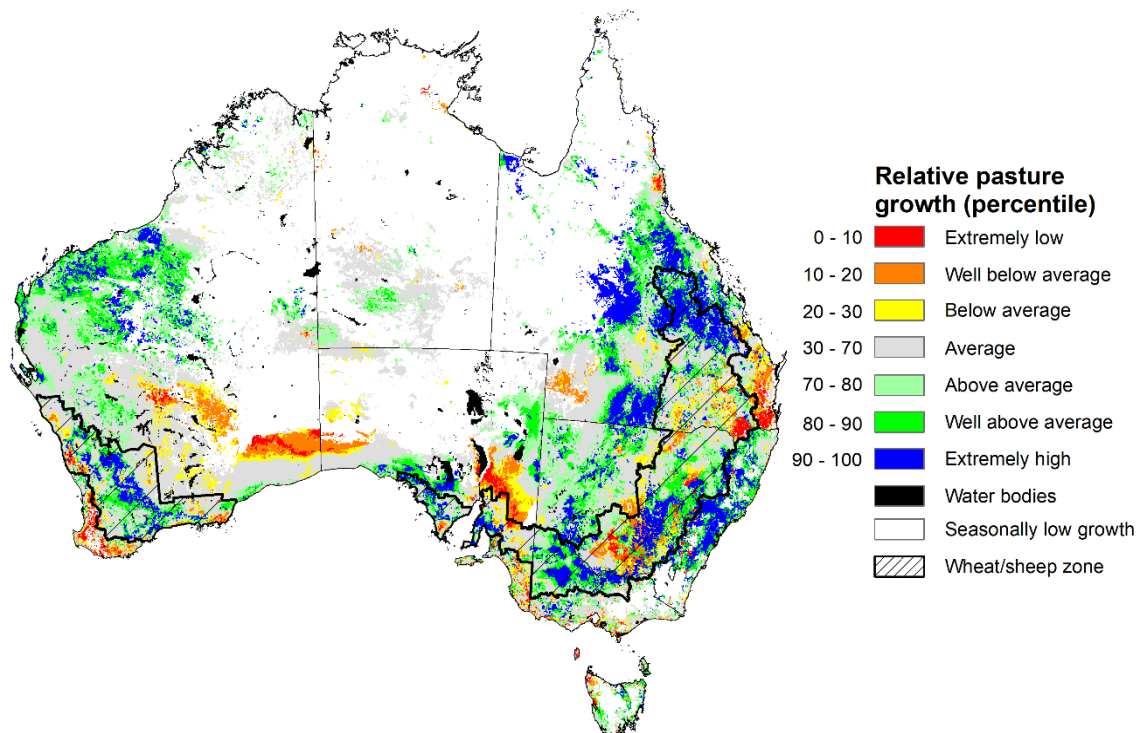 Relative pasture
growth (percentile)
0 - 10 Extremely low
10 - 20 Well below average
20 - 30 Below average
30 - 70 Average
70 - 80 Above average
80 - 90 Well above average
90 - 100 Extremely high
Water bodies
Seasonally low growth
Wheat/sheep zone